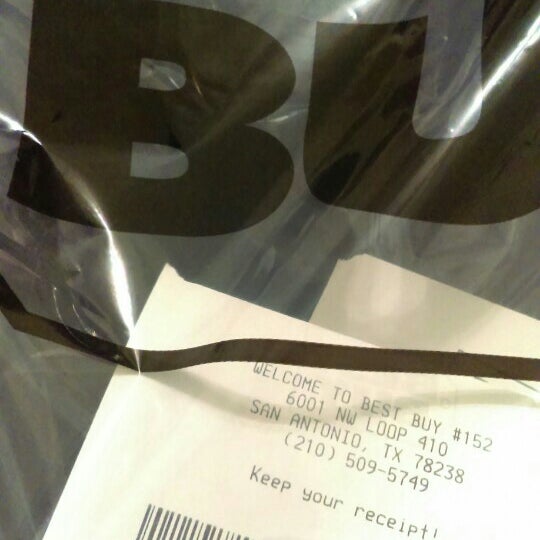 BU
WELCOME TO BEST BUY #152
6001 NW LOOP 410
SAN ANTONIO, TX 78238
(210) 509-5749
Keep your receipt!